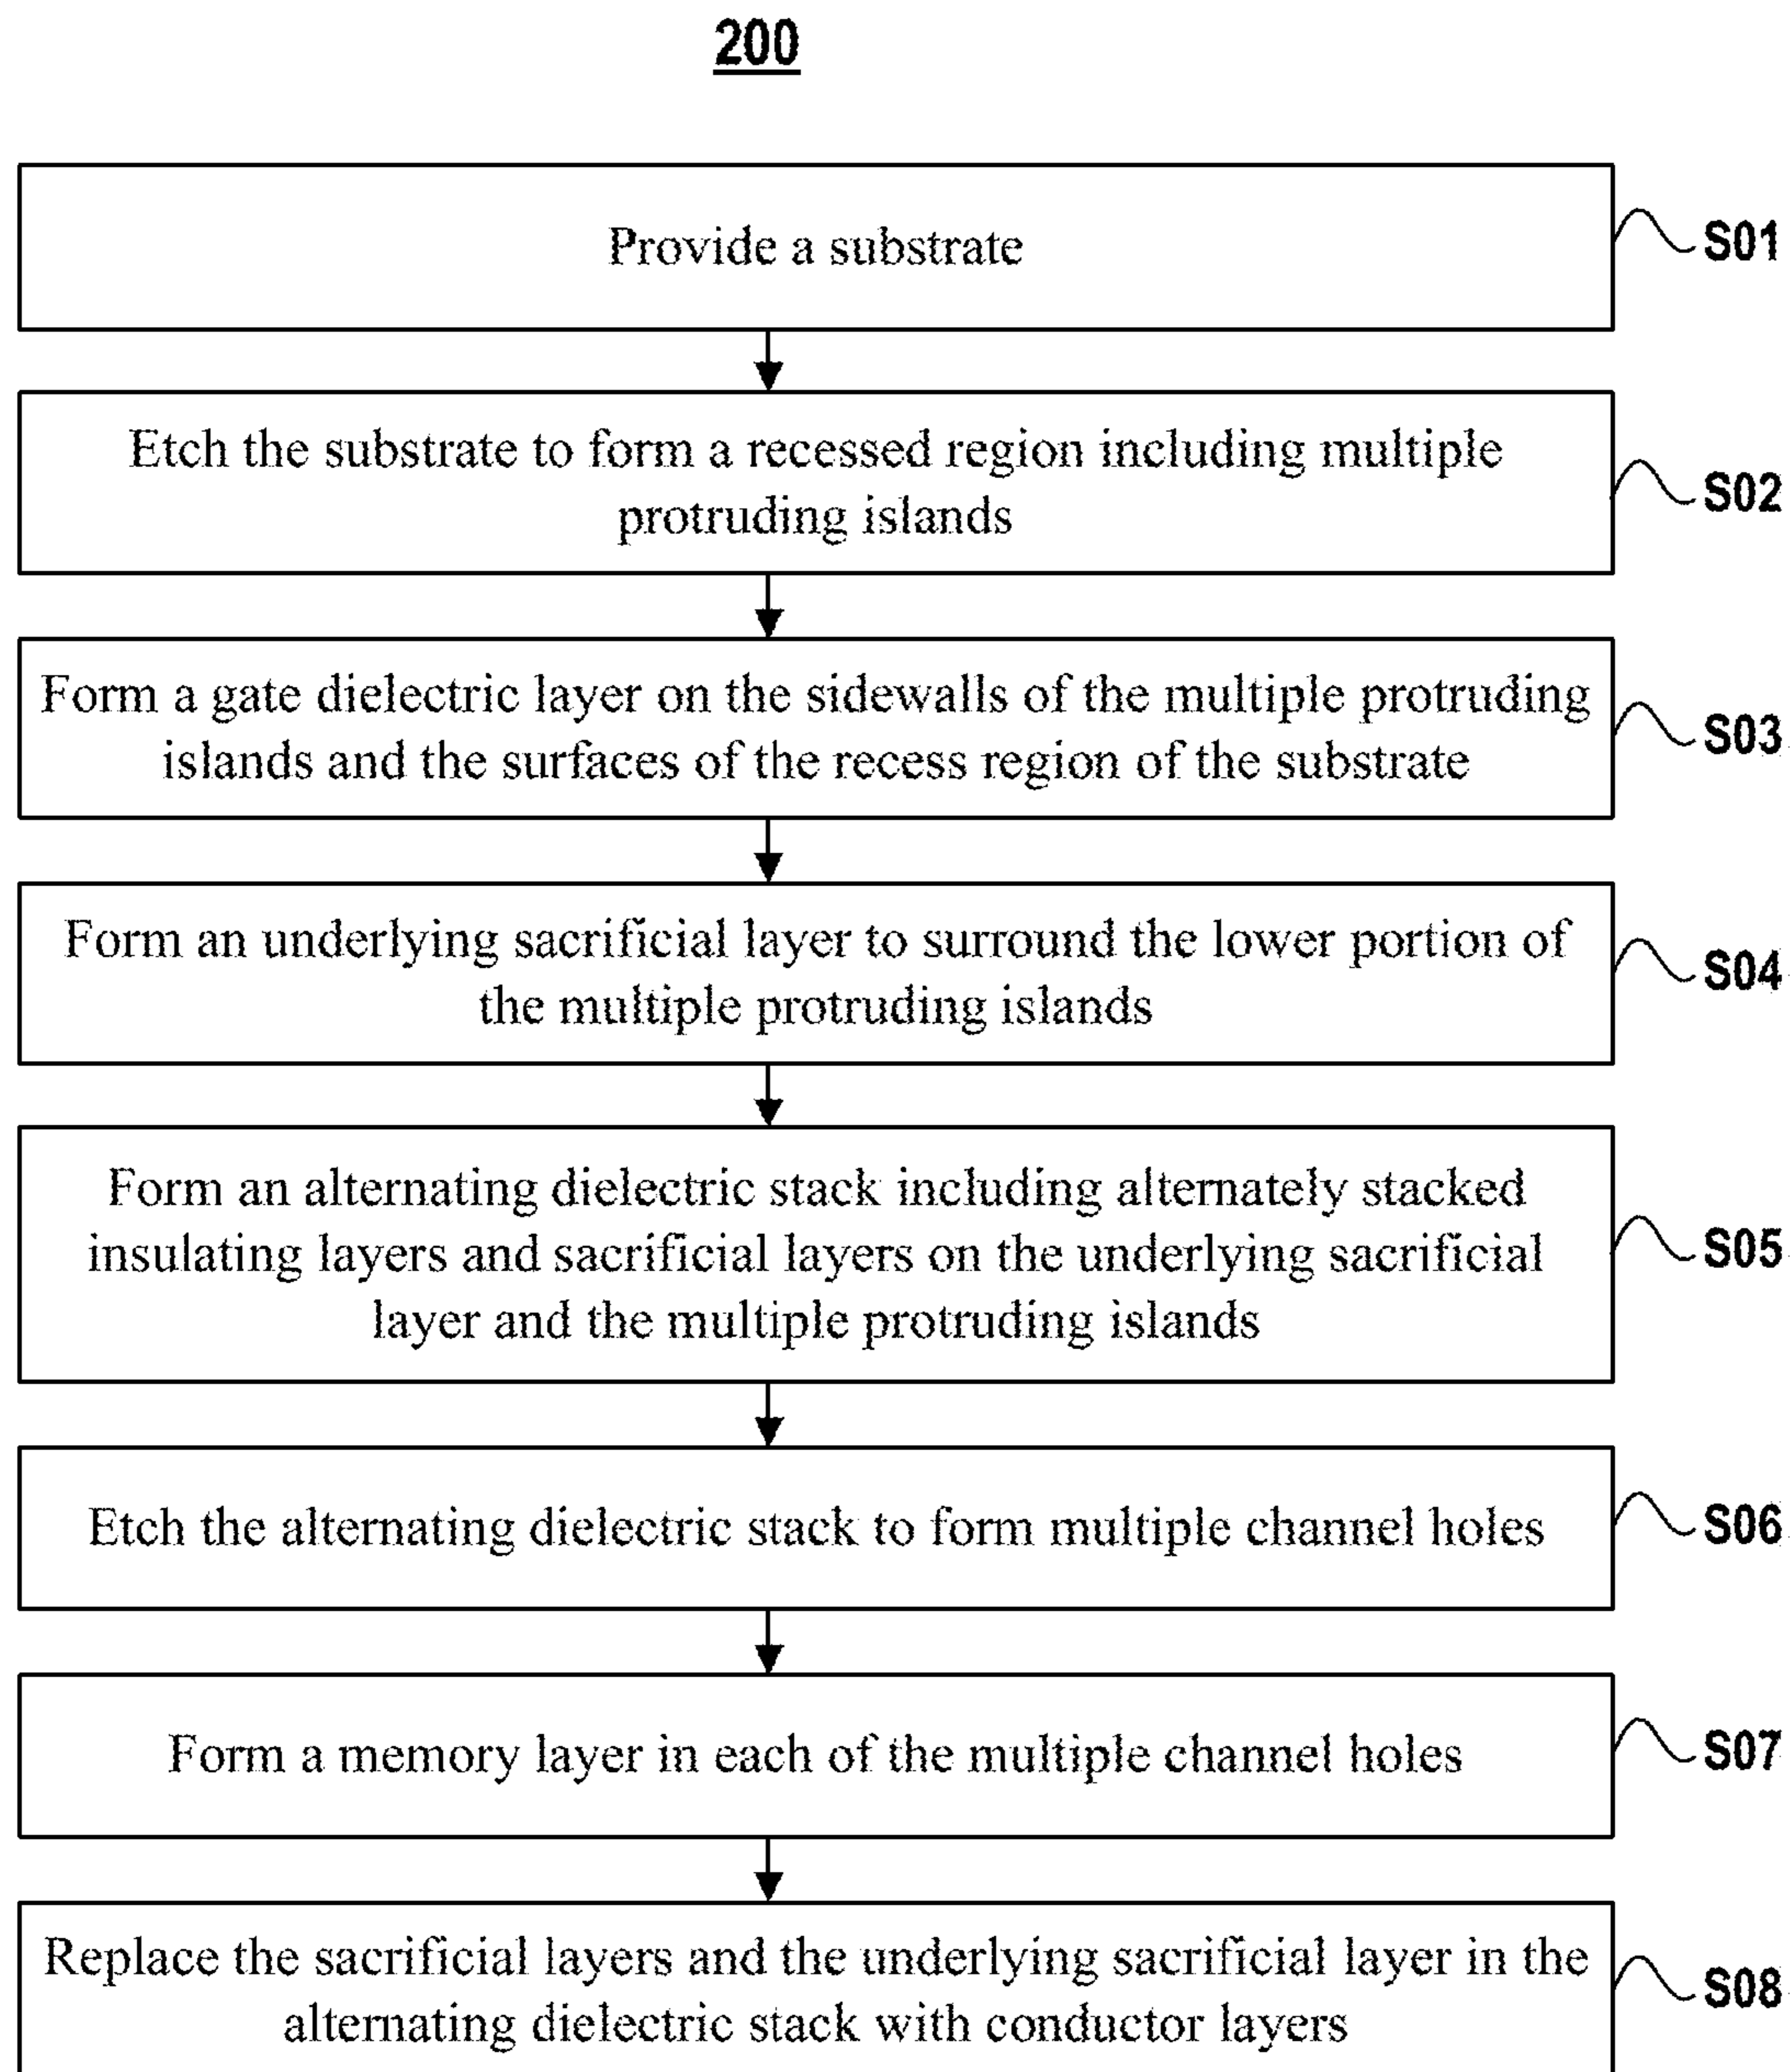 200
Provide a substrate
S01
Etch the substrate to form a recessed region including multiple
protruding islands
S02
Form a gate dielectric layer on the sidewalls of the multiple protruding
islands and the surfaces of the recess region of the substrate
S03
Form an underlying sacrificial layer to surround the lower portion of
the multiple protruding islands
S04
Form an alternating dielectric stack including alternately stacked
insulating layers and sacrificial layers on the underlying sacrificial
layer and the multiple protruding islands
S05
Etch the alternating dielectric stack to form multiple channel holes
S06
Form a memory layer in each of the multiple channel holes
S07
Replace the sacrificial layers and the underlying sacrificial layer in the
alternating dielectric stack with conductor layers
S08